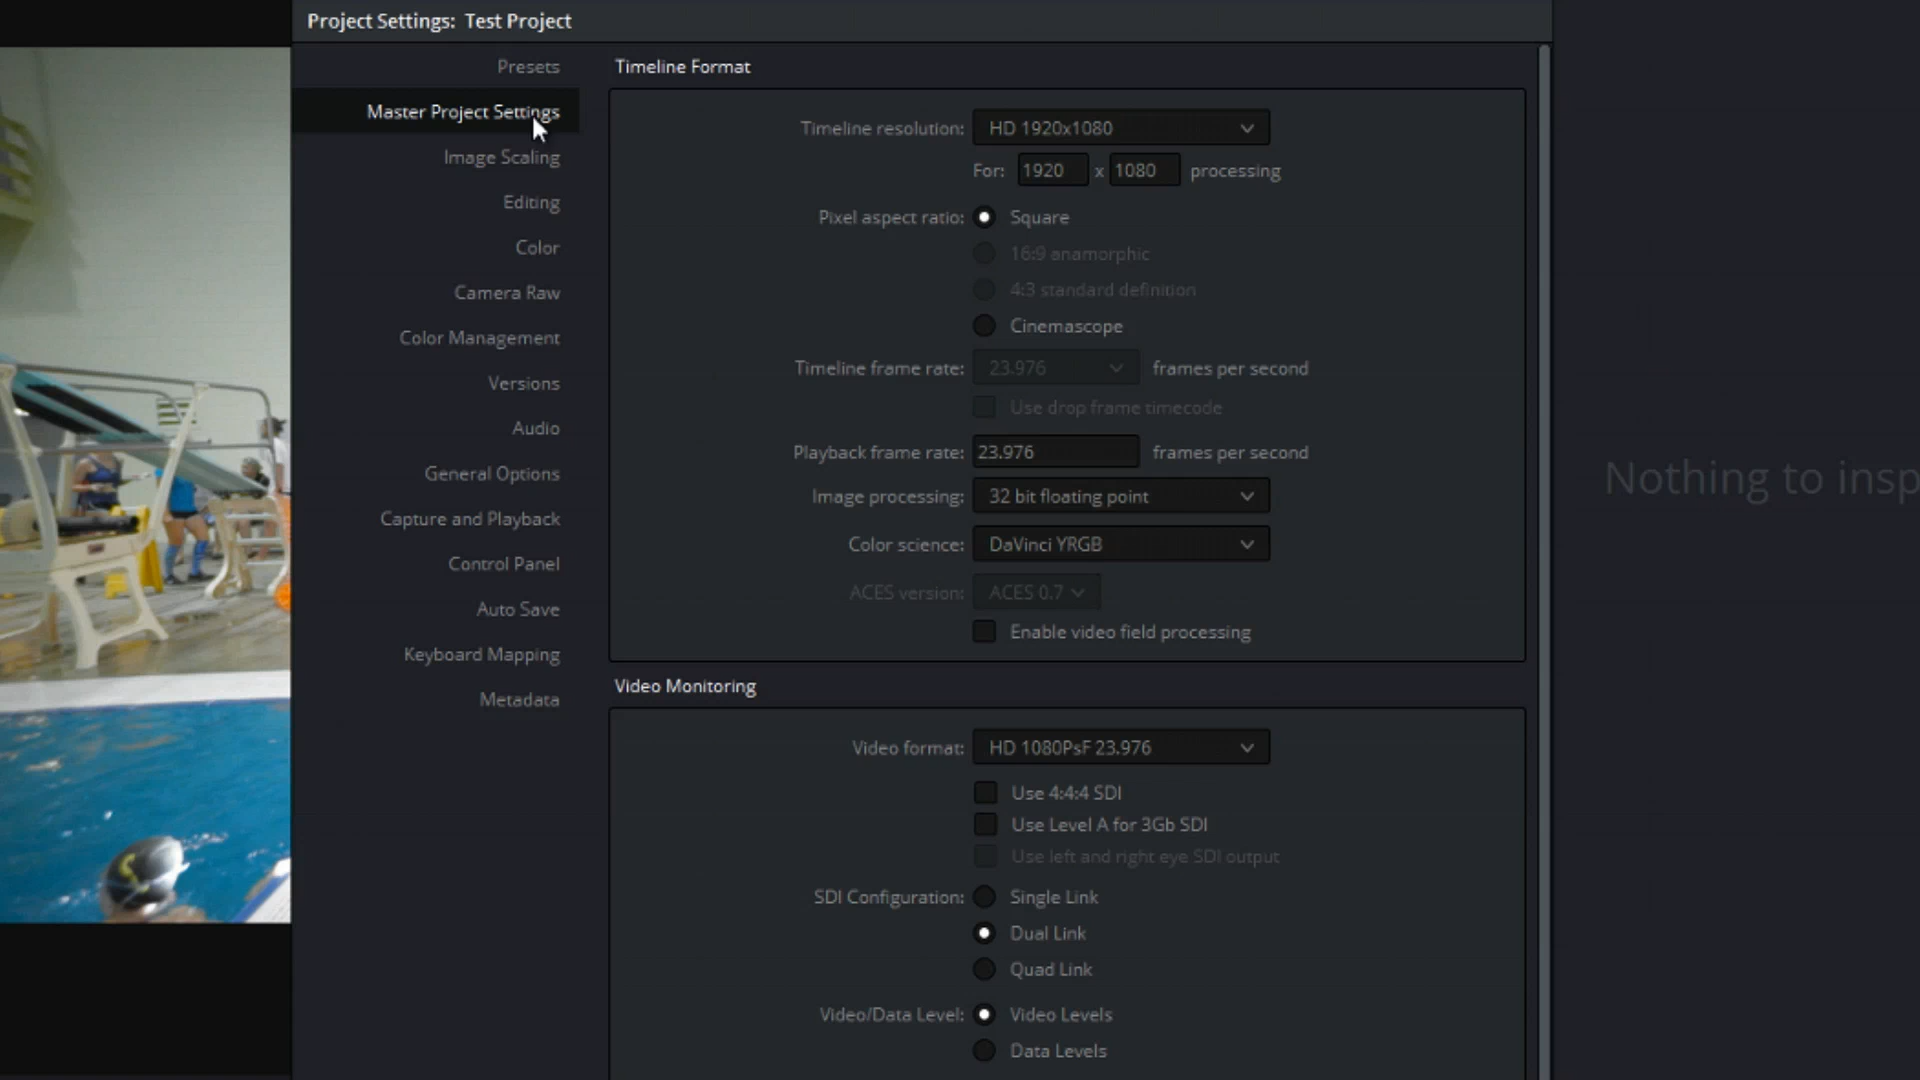 Project Settings: Test Project
Presets
Master Project Settings
Image Scaling
Editing
Color
Camera Raw
Color Management
Versions
Audio
General Options
Capture and Playback
Control Panel
Auto Save
Keyboard Mapping
Metadata
Timeline Format
Timeline resolution: HD 1920x1080
For: 1920 x 1080 processing
Pixel aspect ratio: Square
16:9 anamorphic
4:3 standard definition
Cinemascope
Timeline frame rate: 23.976 frames per second
Use drop frame timecode
Playback frame rate: 23.976 frames per second
Image processing: 32 bit floating point
Color science: DaVinci YRGB
ACES version: ACES 0.7
Enable video field processing
Video Monitoring
Video format: HD 1080PsF 23.976
Use 4:4:4 SDI
Use Level A for 3Gb SDI
Use left and right eye SDI output
SDI Configuration: Single Link
Dual Link
Quad Link
Video/Data Level: Video Levels
Data Levels
Nothing to insp